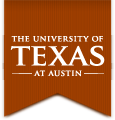 THE UNIVERSITY OF
TEXAS
AT AUSTIN